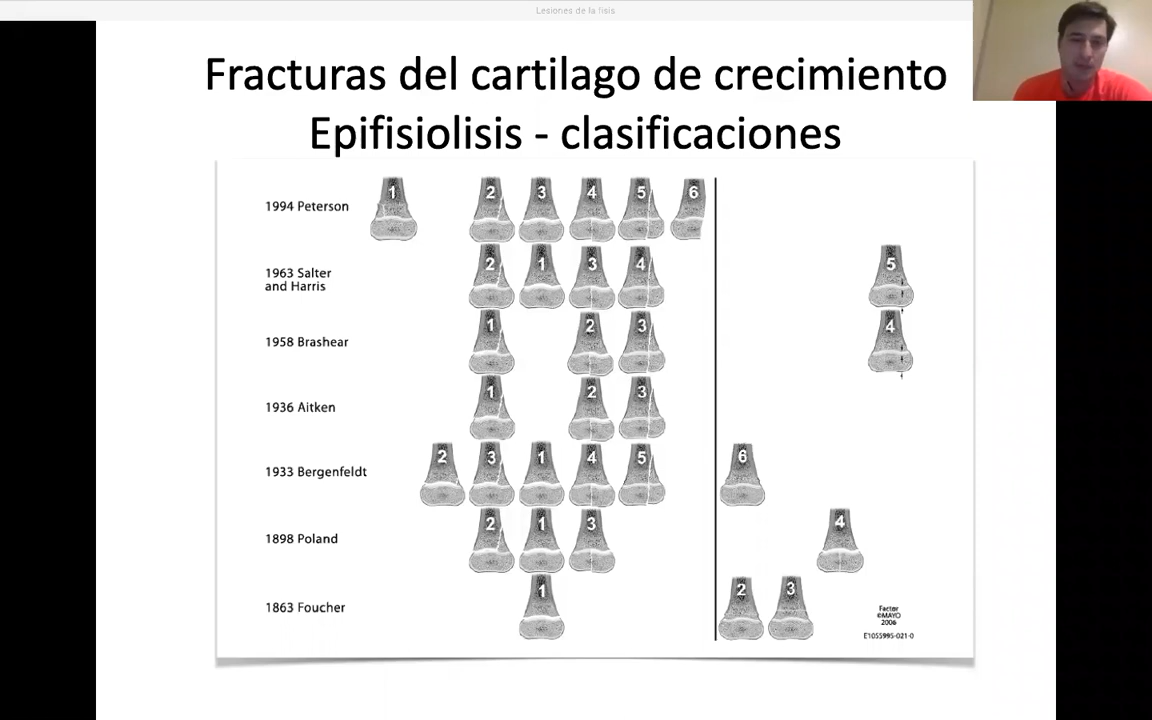 Lesiones de la fisis
Fracturas del cartilago de crecimiento
Epifisiolisis - clasificaciones
1994 Peterson 1 2 3 4 5 6
1963 Salter
and Harris 2 1 3 4 5
1958 Brashear 1 2 3 4
1936 Aitken 1 2 3
1933 Bergenfeldt 2 3 1 4 5 6
1898 Poland 2 1 3 4
1863 Foucher 1 2 3
Factor
©MAYO
2006
E1055995-021-0